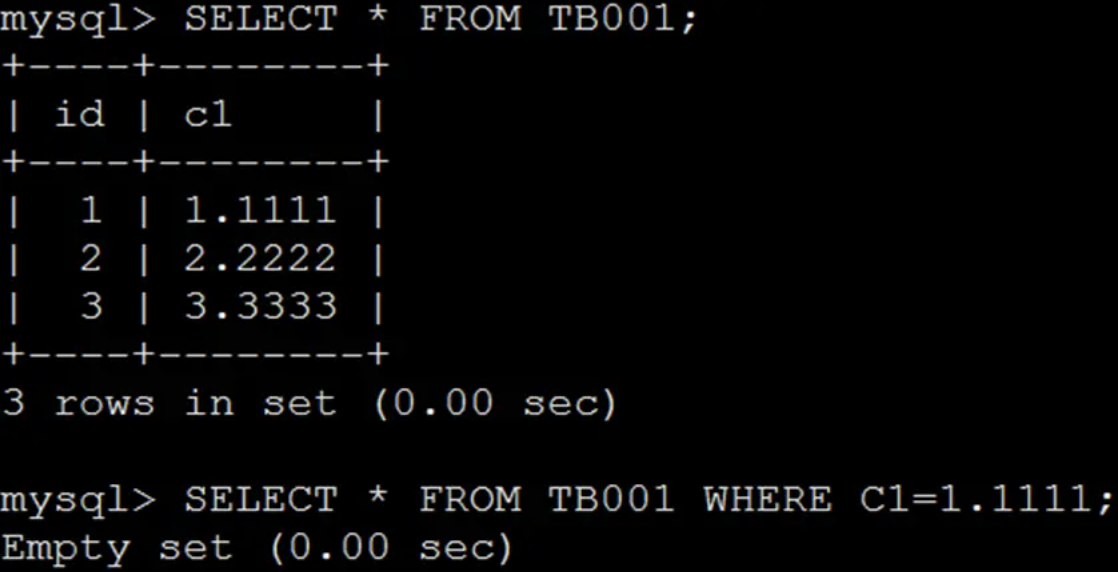 mysql> SELECT * FROM TB001;
+----+--------+
| id | c1     |
+----+--------+
|  1 | 1.1111 |
|  2 | 2.2222 |
|  3 | 3.3333 |
+----+--------+
3 rows in set (0.00 sec)

mysql> SELECT * FROM TB001 WHERE C1=1.1111;
Empty set (0.00 sec)